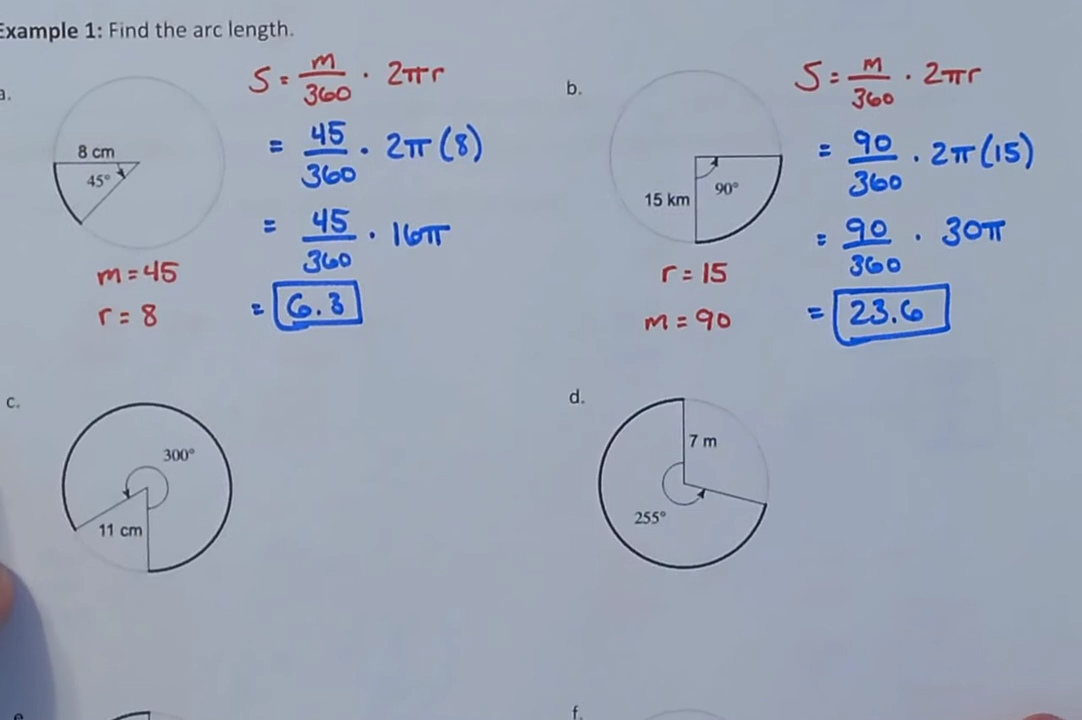 Example 1: Find the arc length.
a.
8 cm
45°
m = 45
r = 8
S = m/360 · 2πr
= 45/360 · 2π(8)
= 45/360 · 16π
= 6.3
b.
15 km
90°
r = 15
m = 90
S = m/360 · 2πr
= 90/360 · 2π(15)
= 90/360 · 30π
= 23.6
c.
300°
11 cm
d.
7 m
255°
e
f.